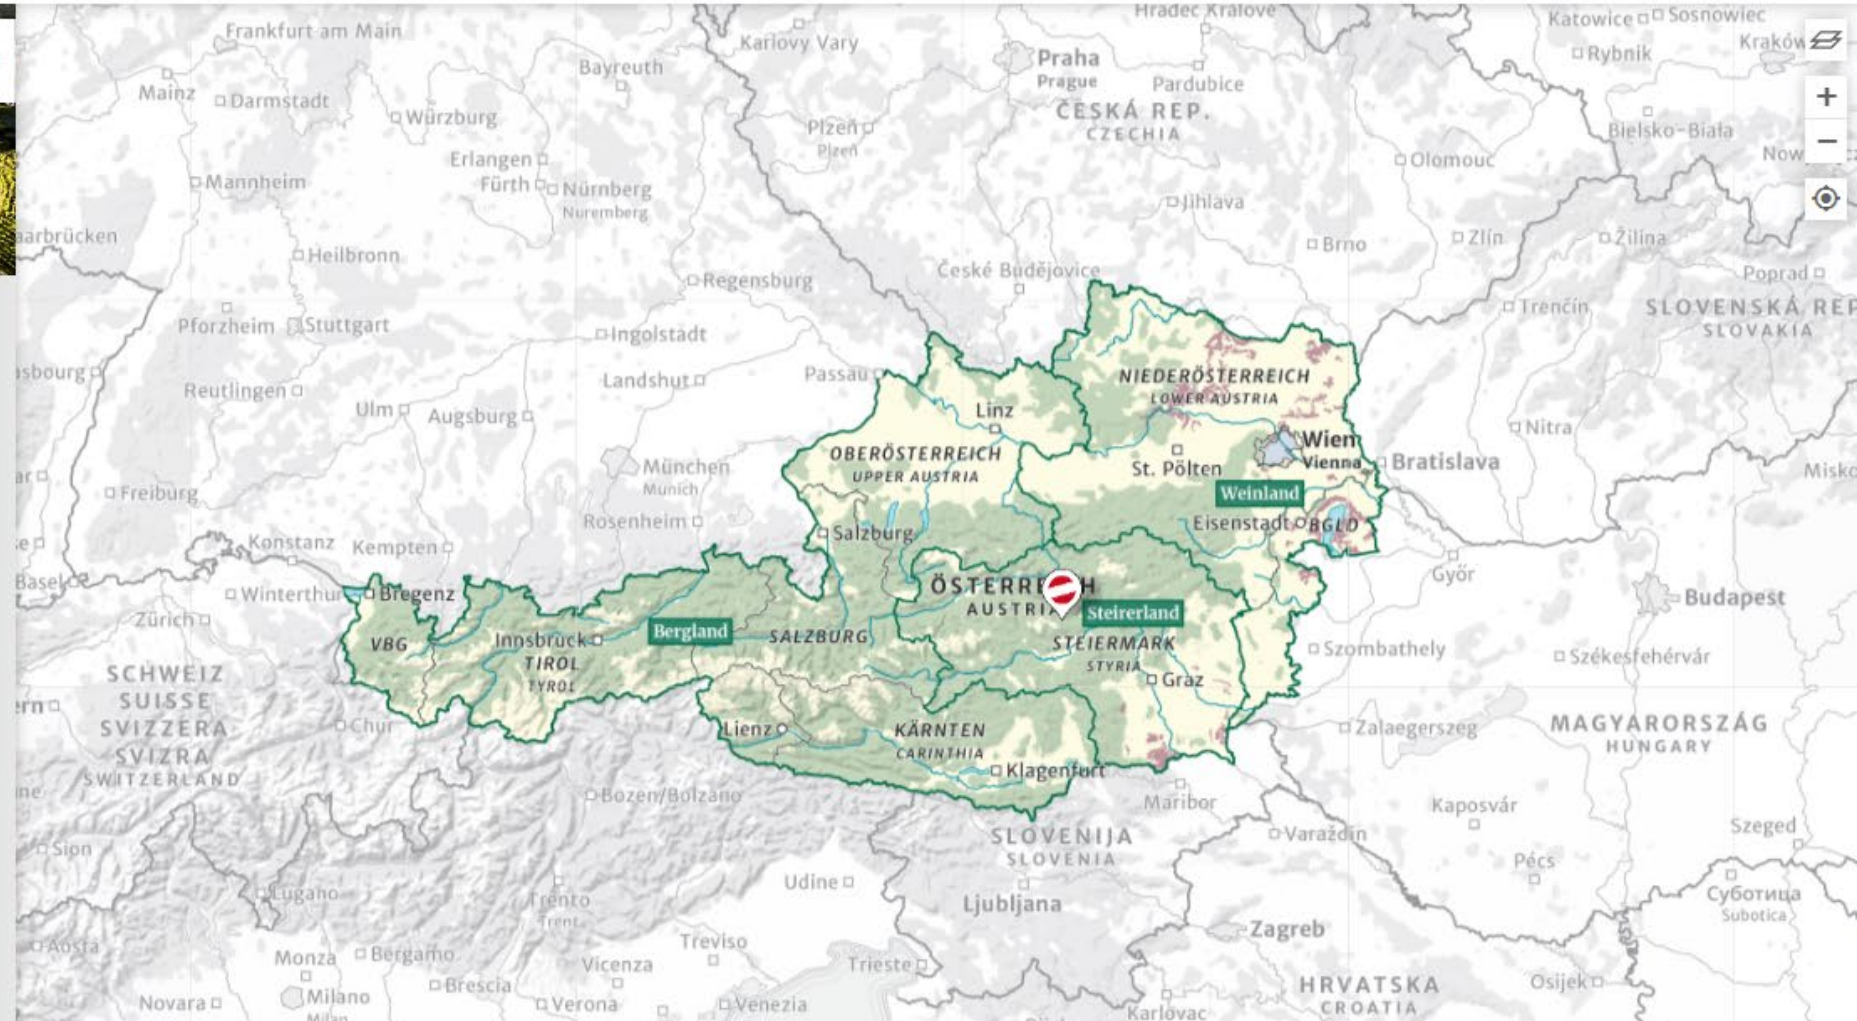 Hradec Králové
Katowice
Sosnowiec
Frankfurt am Main
Karlovy Vary
Praha
Prague
Rybnik
Kraków
Bayreuth
Pardubice
Mainz
Darmstadt
Würzburg
ČESKÁ REP.
CZECHIA
Plzeň
Plzeň
Bielsko-Biała
Erlangen
Fürth
Nürnberg
Nuremberg
Olomouc
Now
Mannheim
Jihlava
aarbrücken
Heilbronn
Brno
Zlín
Žilina
České Budějovice
Regensburg
Poprad
Trenčín
SLOVENSKÁ REP
SLOVAKIA
Pforzheim
Stuttgart
Ingolstadt
asbourg
Reutlingen
Landshut
Passau
NIEDERÖSTERREICH
LOWER AUSTRIA
Ulm
Augsburg
Linz
Nitra
Wien
Vienna
OBERÖSTERREICH
UPPER AUSTRIA
München
Munich
St. Pölten
Bratislava
Misko
Freiburg
Weinland
Rosenheim
Salzburg
Eisenstadt
BGLD
Konstanz
Kempten
Győr
Basel
Winterthur
Bregenz
ÖSTERREICH
AUSTRIA
Budapest
Zürich
Steirerland
Bergland
VBG
Innsbruck
SALZBURG
STEIERMARK
STYRIA
Szombathely
Székesfehérvár
TIROL
TYROL
Graz
SCHWEIZ
SUISSE
SVIZZERA
SVIZRA
SWITZERLAND
ern
Chur
Lienz
KÄRNTEN
CARINTHIA
Zalaegerszeg
MAGYARORSZÁG
HUNGARY
Klagenfurt
Bozen/Bolzano
Maribor
Kaposvár
SLOVENIJA
SLOVENIA
Varaždin
Szeged
Sion
Pécs
Lugano
Udine
Trento
Trent
Ljubljana
Суботица
Subotica
Zagreb
Aosta
Monza
Bergamo
Treviso
Vicenza
Trieste
HRVATSKA
CROATIA
Osijek
Brescia
Novara
Milano
Milan
Verona
Venezia
Karlovac